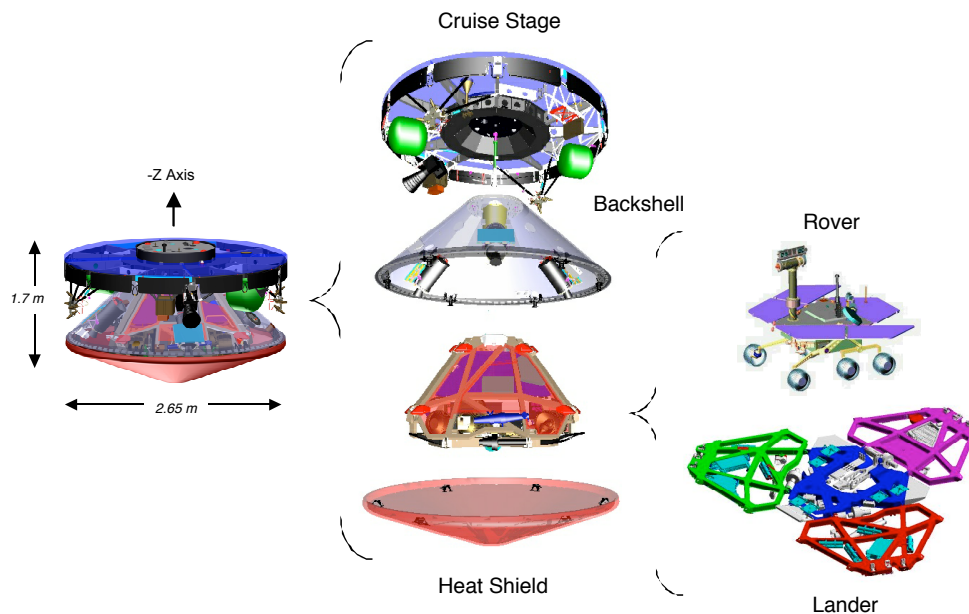 Cruise Stage
-Z Axis
Backshell
Rover
1.7 m
2.65 m
Heat Shield
Lander